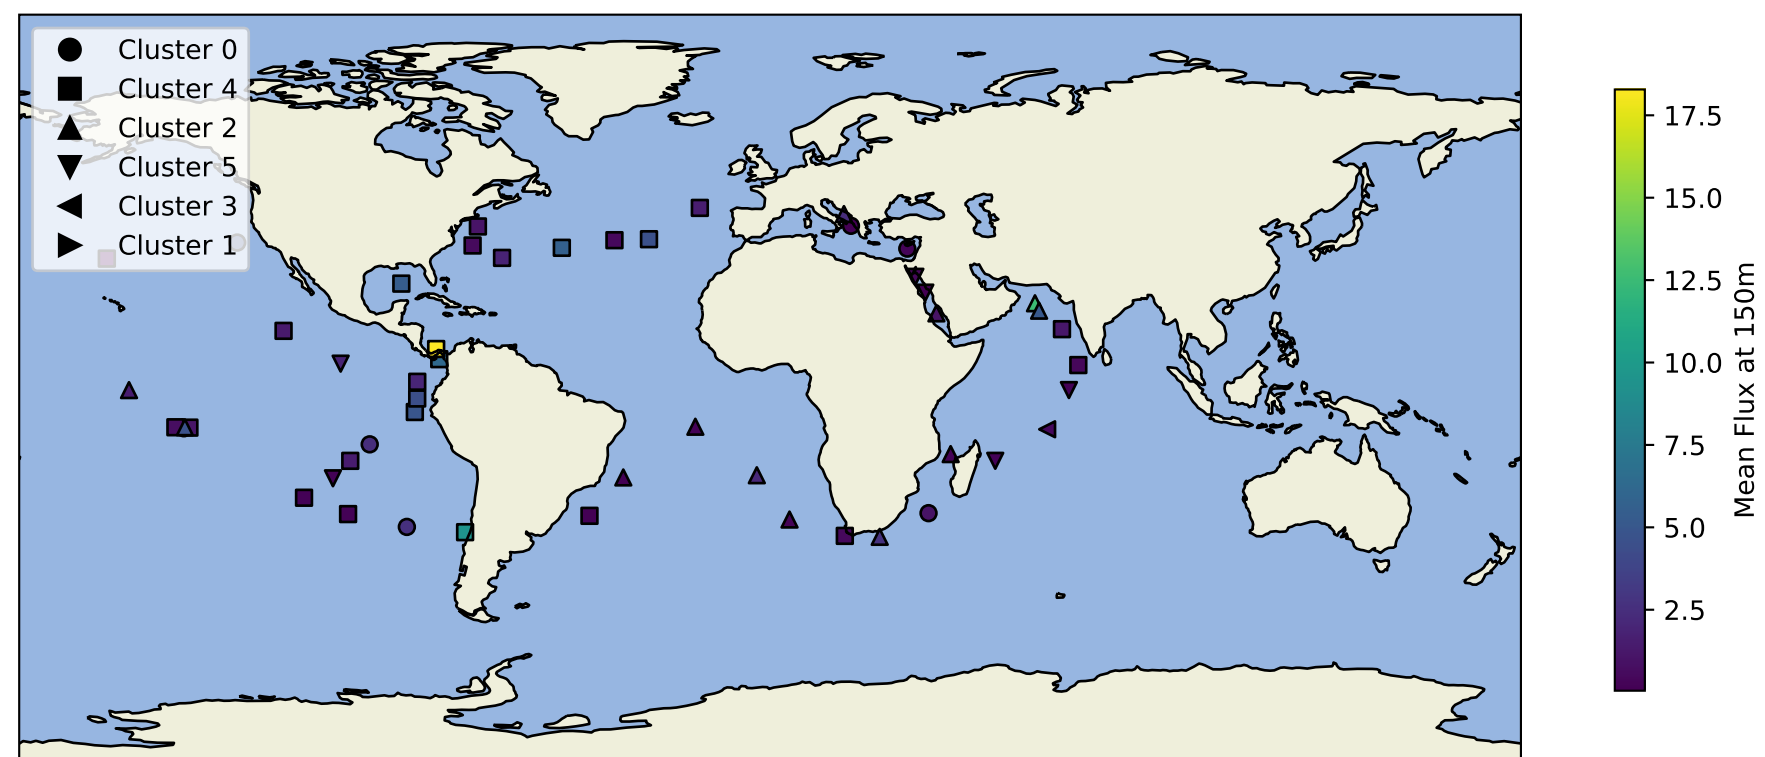 Cluster 0
Cluster 4
Cluster 2
Cluster 5
Cluster 3
Cluster 1
17.5
15.0
12.5
10.0
7.5
5.0
2.5
Mean Flux at 150m